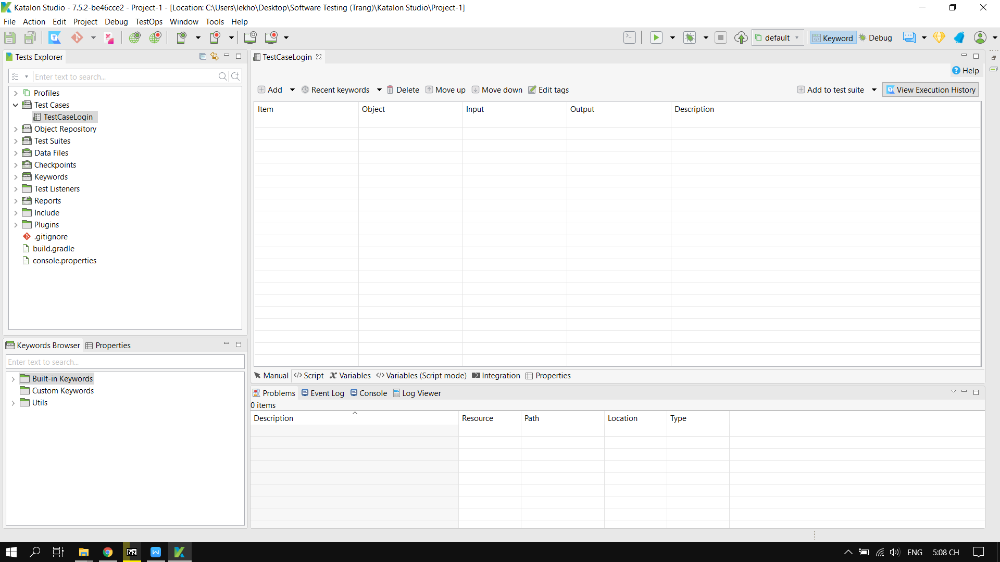 Katalon Studio - 7.5.2-be46cce2 - Project-1 - [Location: C:\Users\lekho\Desktop\Software Testing (Trang)\Katalon Studio\Project-1]
File Action Edit Project Debug TestOps Window Tools Help
default Keyword Debug
Tests Explorer
Enter text to search...
Profiles
Test Cases
TestCaseLogin
Object Repository
Test Suites
Data Files
Checkpoints
Keywords
Test Listeners
Reports
Include
Plugins
.gitignore
build.gradle
console.properties
TestCaseLogin
Help
Add Recent keywords Delete Move up Move down Edit tags Add to test suite View Execution History
Item Object Input Output Description
Manual Script Variables Variables (Script mode) Integration Properties
Keywords Browser Properties
Enter text to search...
Built-in Keywords
Custom Keywords
Utils
Problems Event Log Console Log Viewer
0 items
Description Resource Path Location Type
ENG 5:08 CH